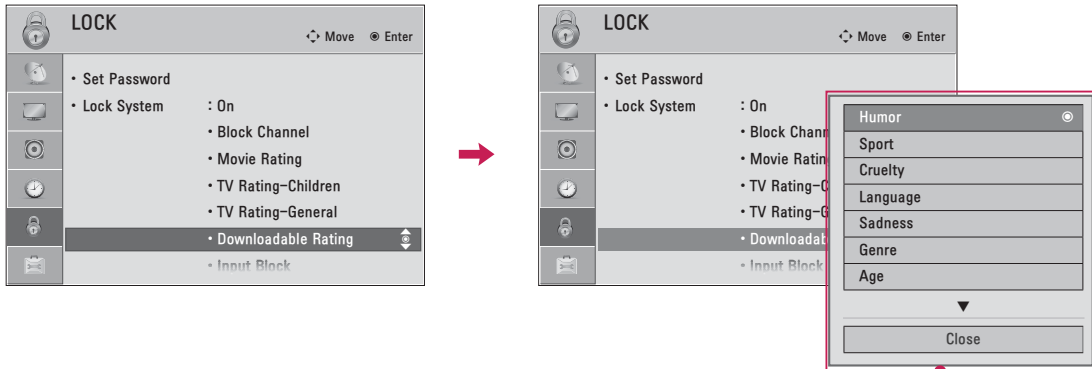 LOCK
Move Enter
• Set Password
• Lock System : On
• Block Channel
• Movie Rating
• TV Rating-Children
• TV Rating-General
• Downloadable Rating
• Input Block
LOCK
Move Enter
• Set Password
• Lock System : On
• Block Chann
• Movie Ratin
• TV Rating-C
• TV Rating-G
• Downloadab
• Input Block
Humor
Sport
Cruelty
Language
Sadness
Genre
Age
▼
Close